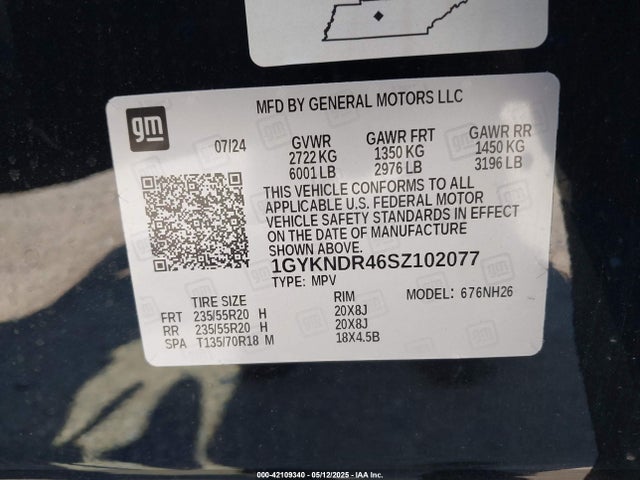 MFD BY GENERAL MOTORS LLC
gm
07/24
GVWR GAWR FRT GAWR RR
2722 KG 1350 KG 1450 KG
6001 LB 2976 LB 3196 LB
THIS VEHICLE CONFORMS TO ALL
APPLICABLE U.S. FEDERAL MOTOR
VEHICLE SAFETY STANDARDS IN EFFECT
ON THE DATE OF MANUFACTURE
SHOWN ABOVE.
1GYKNDR46SZ102077
TYPE: MPV
MODEL: 676NH26
TIRE SIZE RIM
FRT 235/55R20 H 20X8J
RR 235/55R20 H 20X8J
SPA T135/70R18 M 18X4.5B
000-42109340 - 05/12/2025 - IAA Inc.